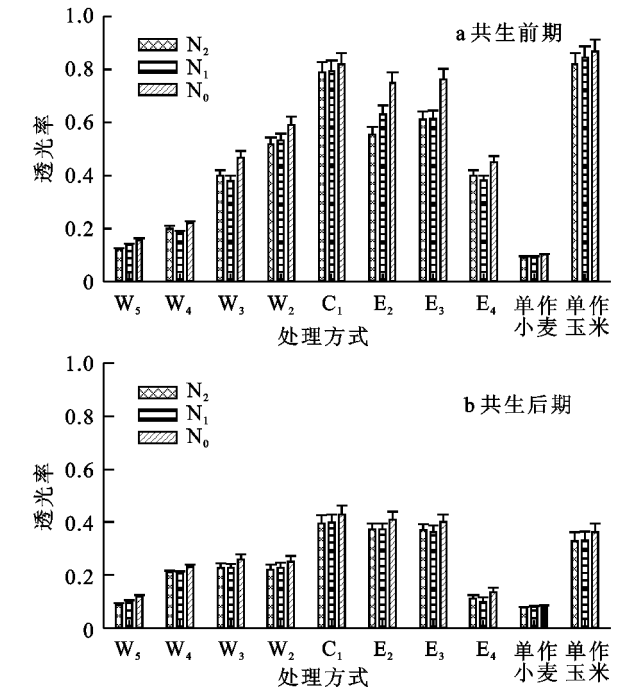 1.0
0.8
0.6
0.4
0.2
0
透光率
N₂
N₁
N₀
a 共生前期
W₅ W₄ W₃ W₂ C₁ E₂ E₃ E₄ 单作 单作
小麦 玉米
处理方式
1.0
0.8
0.6
0.4
0.2
0
透光率
N₂
N₁
N₀
b 共生后期
W₅ W₄ W₃ W₂ C₁ E₂ E₃ E₄ 单作 单作
小麦 玉米
处理方式